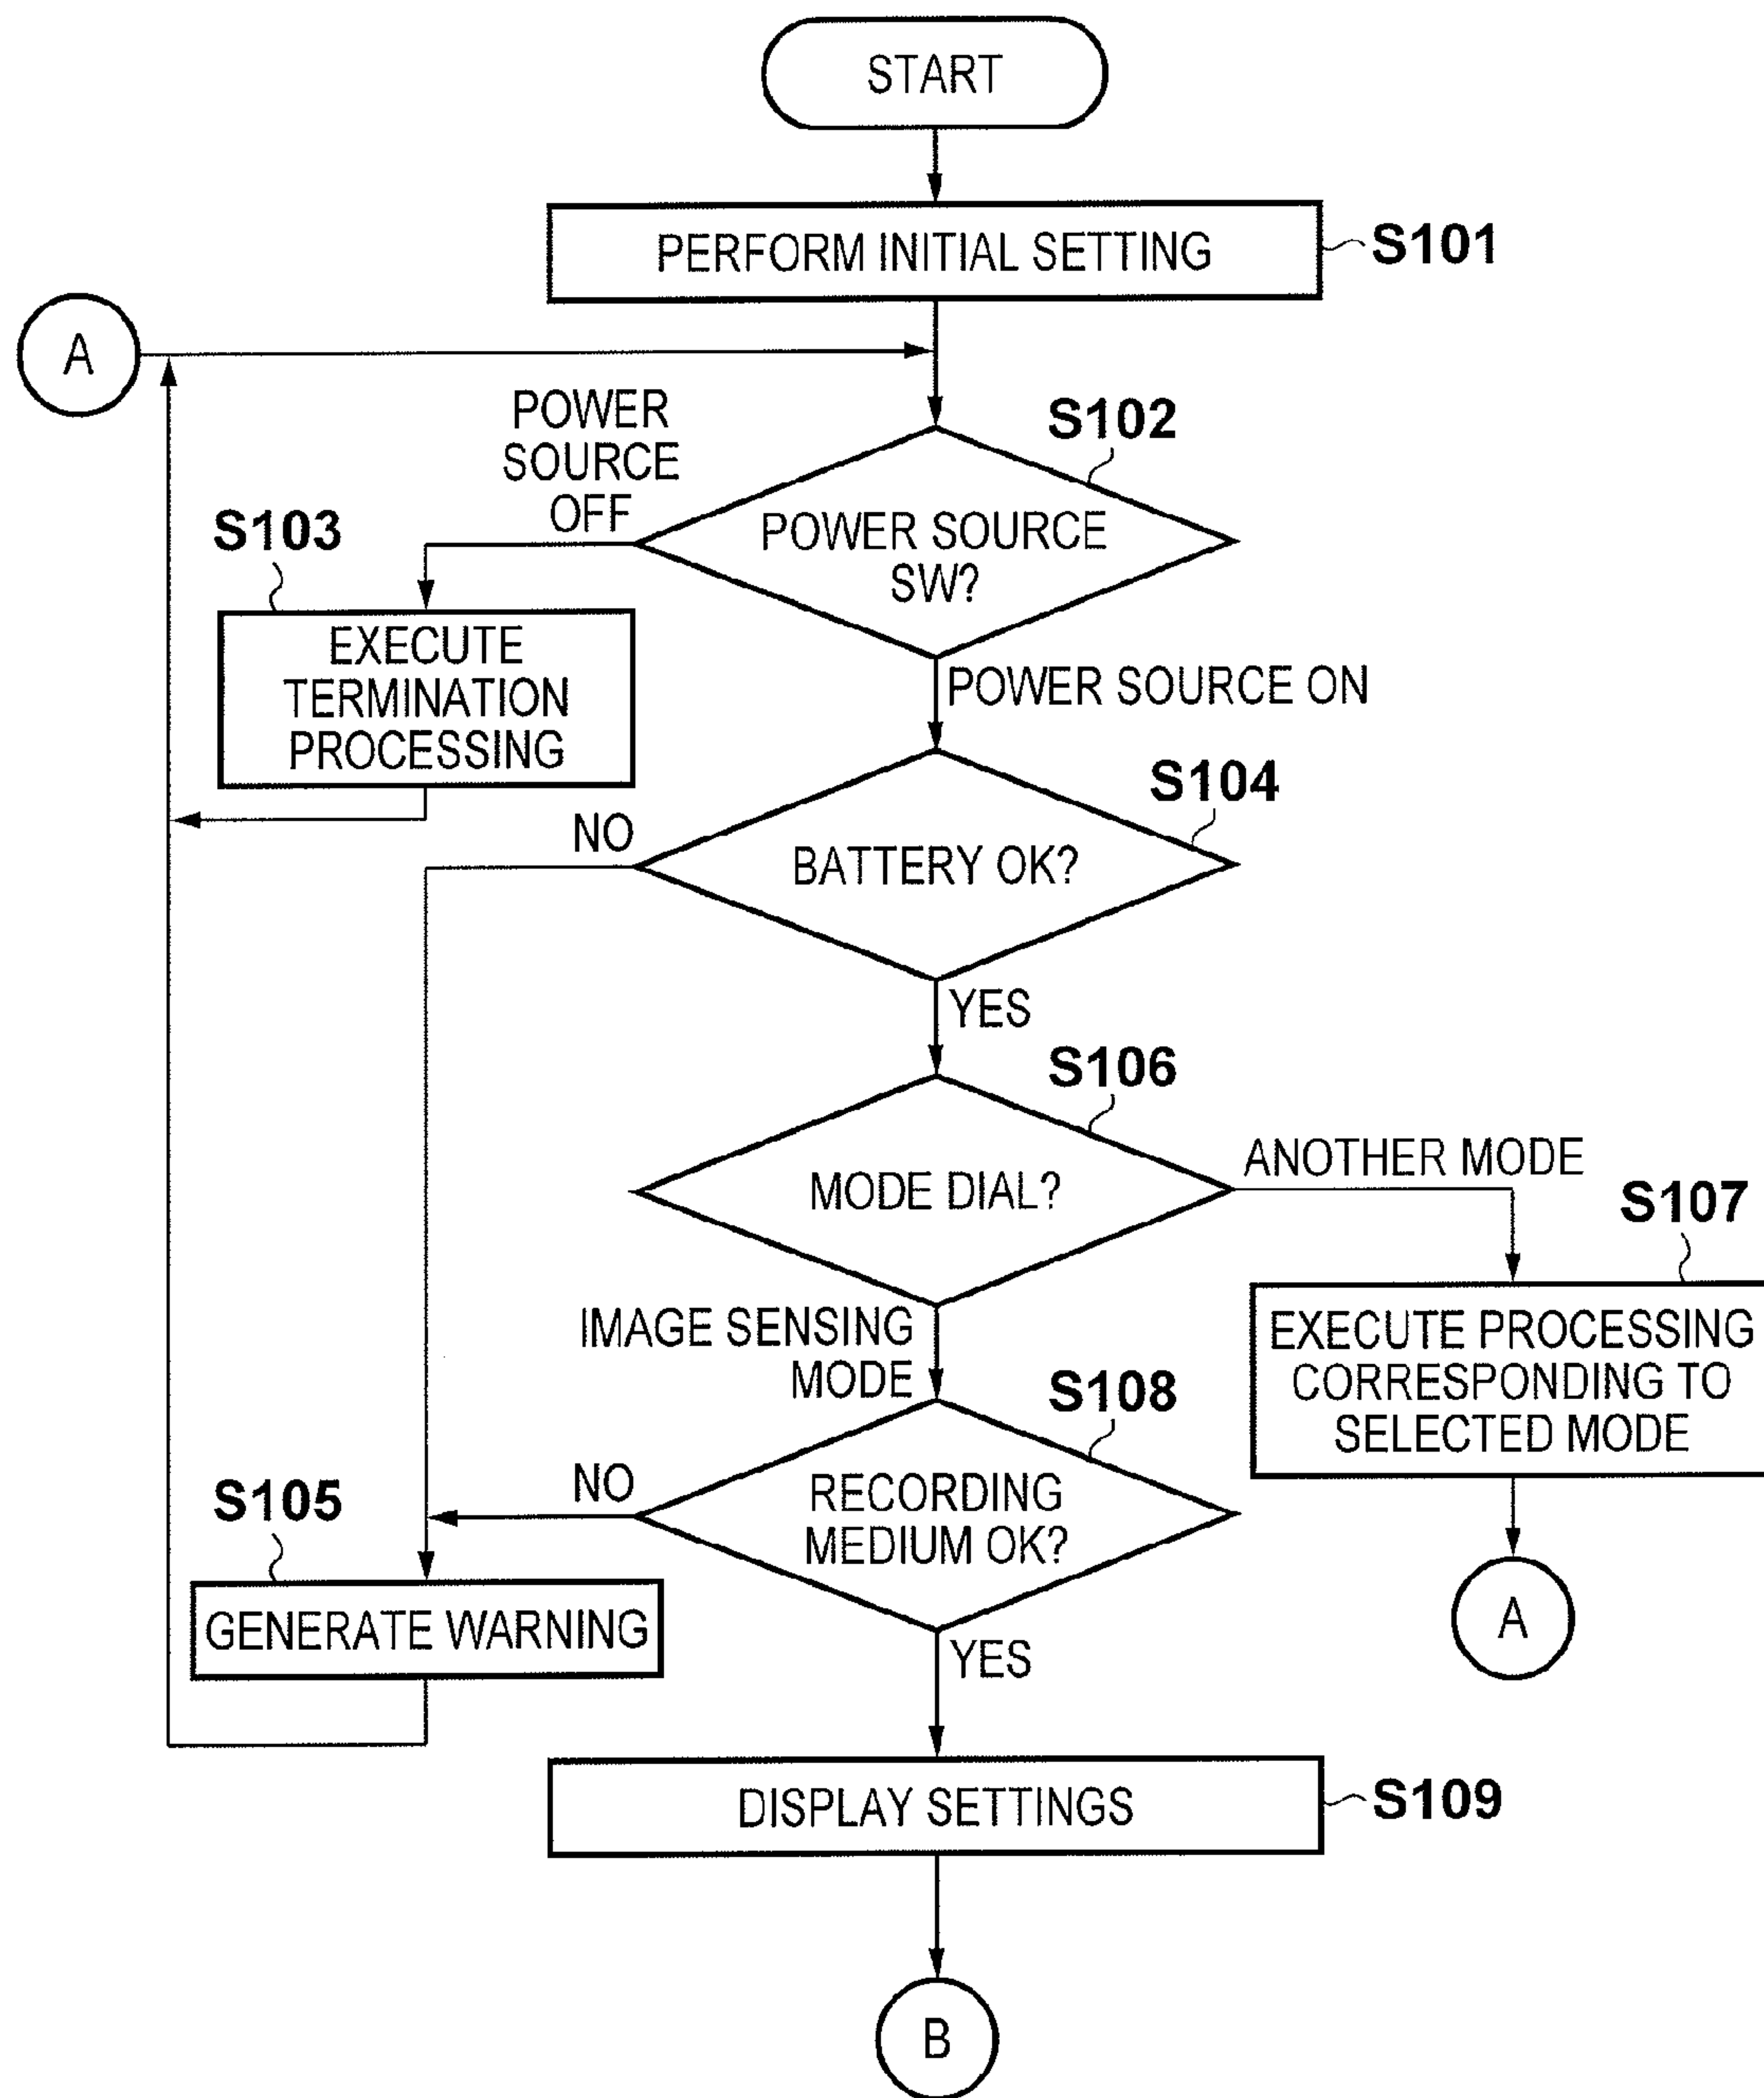 START
PERFORM INITIAL SETTING
S101
A
POWER
SOURCE
OFF
S102
POWER SOURCE
SW?
S103
EXECUTE
TERMINATION
PROCESSING
POWER SOURCE ON
S104
NO
BATTERY OK?
YES
S106
MODE DIAL?
ANOTHER MODE
S107
EXECUTE PROCESSING
CORRESPONDING TO
SELECTED MODE
IMAGE SENSING
MODE
S108
NO
RECORDING
MEDIUM OK?
S105
GENERATE WARNING
A
YES
DISPLAY SETTINGS
S109
B